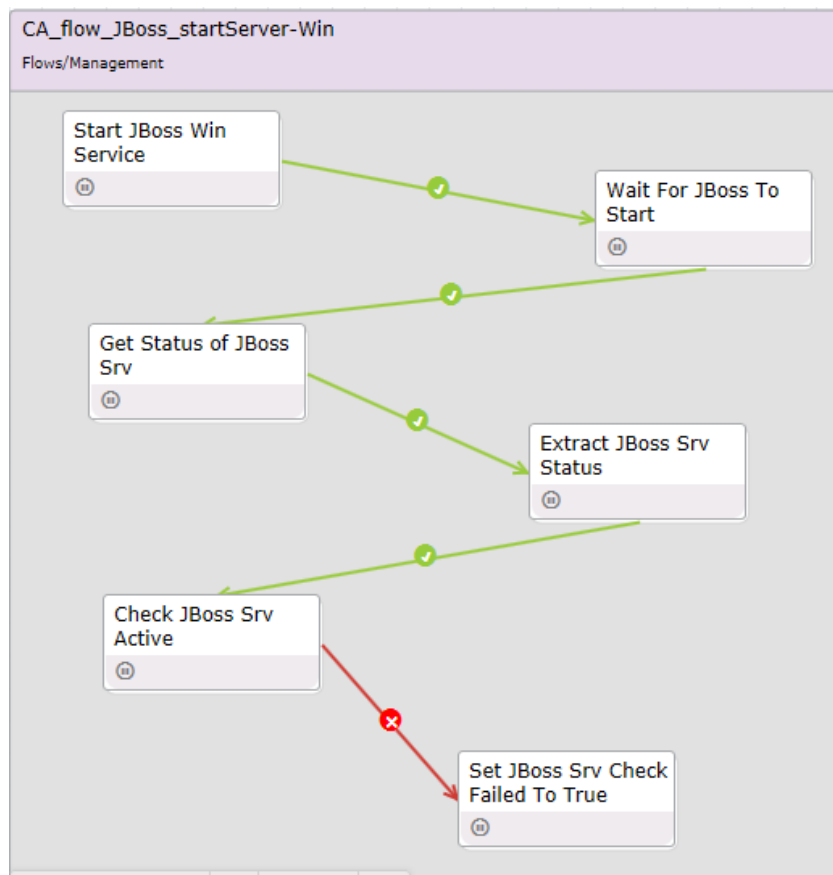 CA_flow_JBoss_startServer-Win
Flows/Management
Start JBoss Win
Service
Wait For JBoss To
Start
Get Status of JBoss
Srv
Extract JBoss Srv
Status
Check JBoss Srv
Active
Set JBoss Srv Check
Failed To True